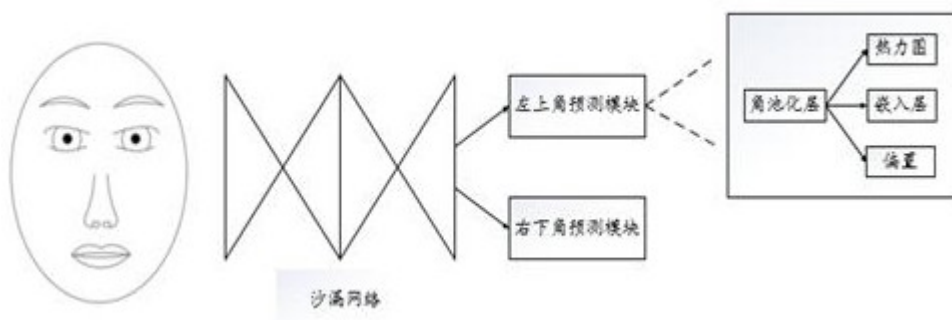 热力图
左上角预测模块
角池化层
嵌入层
偏置
右下角预测模块
沙漏网络